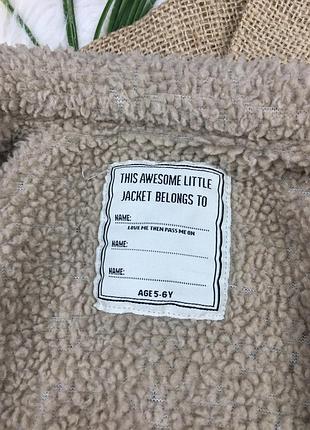 THIS AWESOME LITTLE
JACKET BELONGS TO
NAME:
LOVE ME THEN PASS ME ON
NAME:
NAME:
AGE 5-6Y